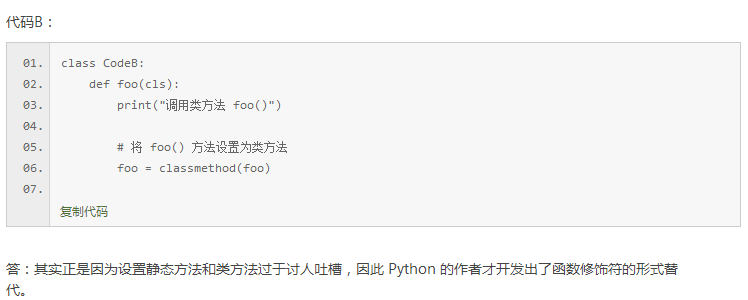 代码B：
01. class CodeB:
02.     def foo(cls):
03.         print("调用类方法 foo()")
04.
05.         # 将 foo() 方法设置为类方法
06.         foo = classmethod(foo)
07.
复制代码
答：其实正是因为设置静态方法和类方法过于讨人吐槽，因此 Python 的作者才开发出了函数修饰符的形式替
代。